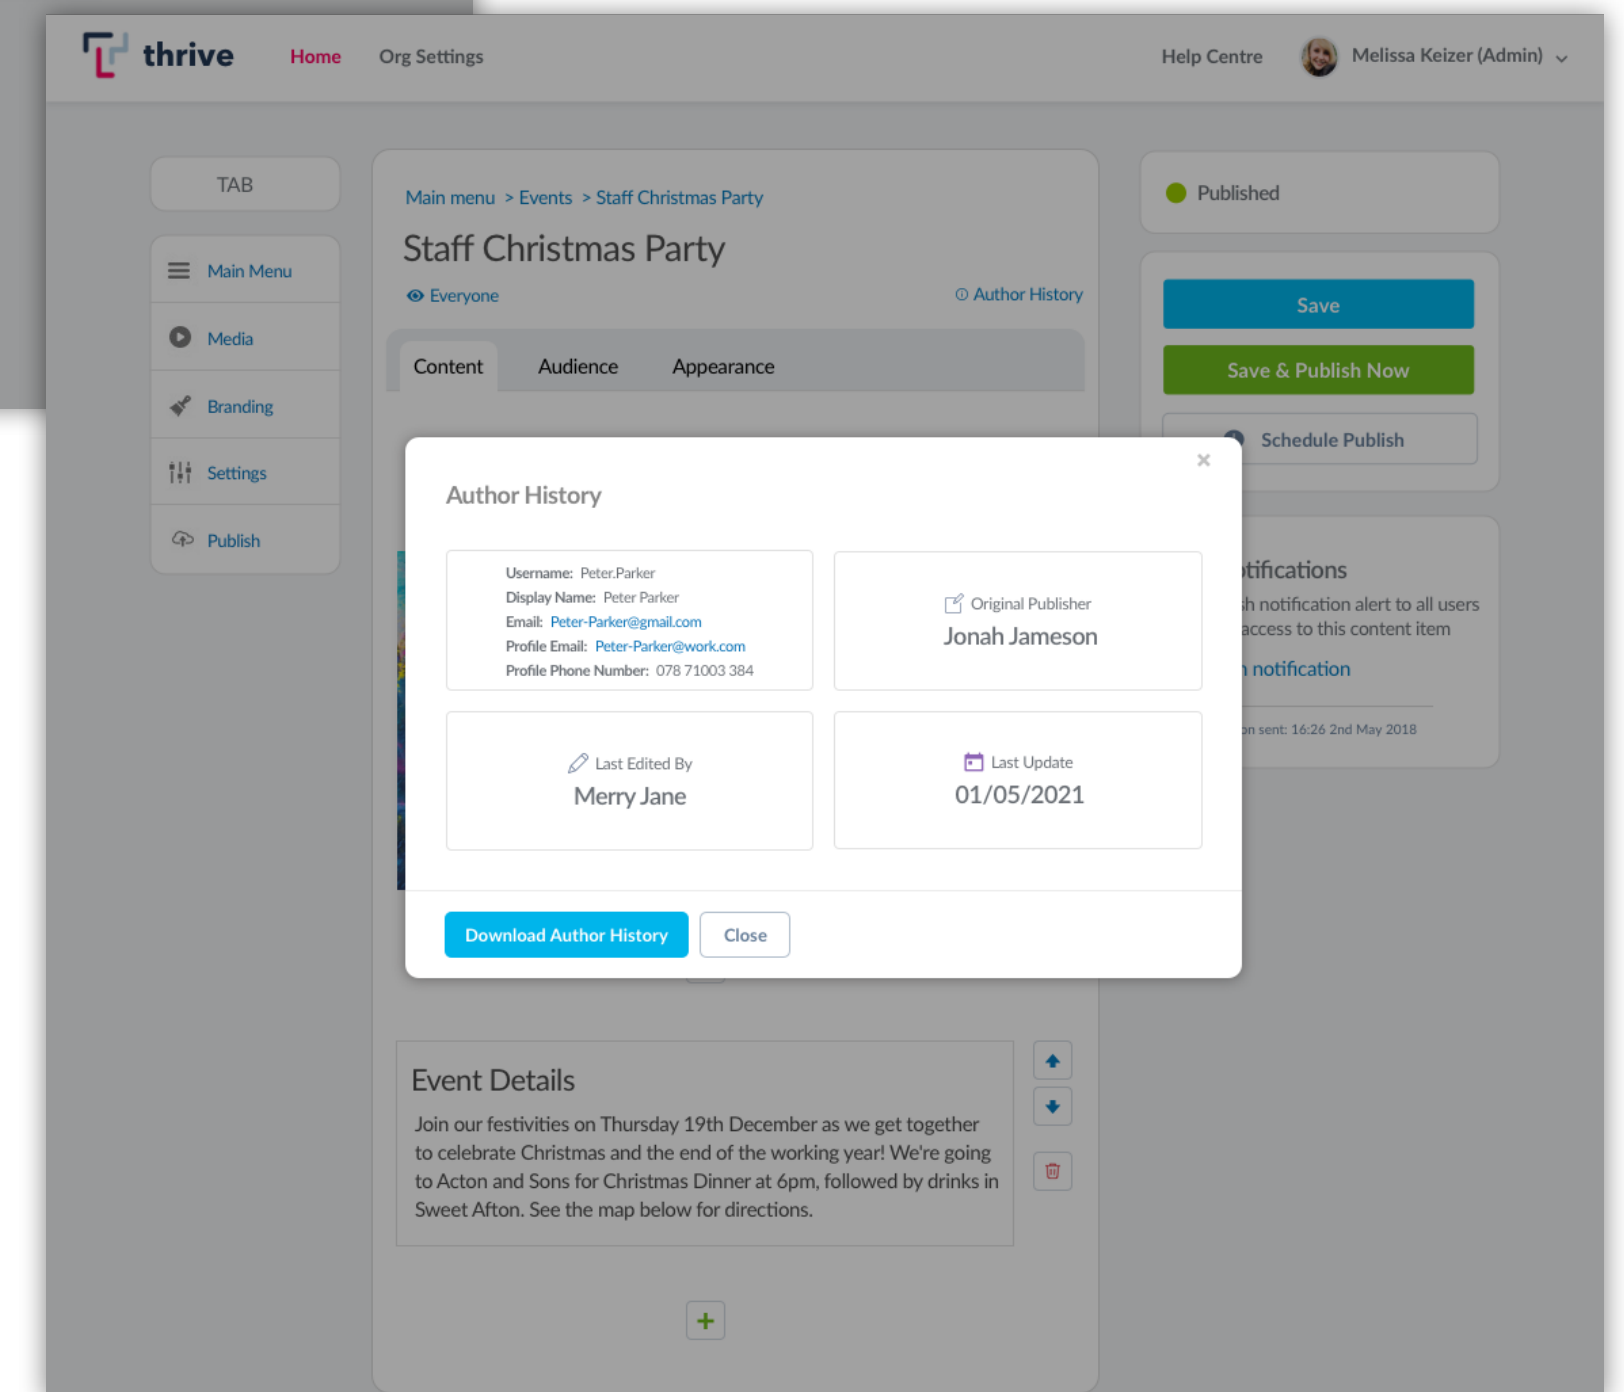 thrive
Home
Org Settings
Help Centre
Melissa Keizer (Admin)
TAB
Main Menu
Media
Branding
Settings
Publish
Main menu > Events > Staff Christmas Party
Staff Christmas Party
Everyone
Author History
Content
Audience
Appearance
Published
Save
Save & Publish Now
Schedule Publish
notification alert to all users
access to this content item
notification
sent: 16:26 2nd May 2018
Author History
Username: Peter.Parker
Display Name: Peter Parker
Email: Peter-Parker@gmail.com
Profile Email: Peter-Parker@work.com
Profile Phone Number: 078 71003 384
Original Publisher
Jonah Jameson
Last Edited By
Merry Jane
Last Update
01/05/2021
Download Author History
Close
Event Details
Join our festivities on Thursday 19th December as we get together
to celebrate Christmas and the end of the working year! We're going
to Acton and Sons for Christmas Dinner at 6pm, followed by drinks in
Sweet Afton. See the map below for directions.